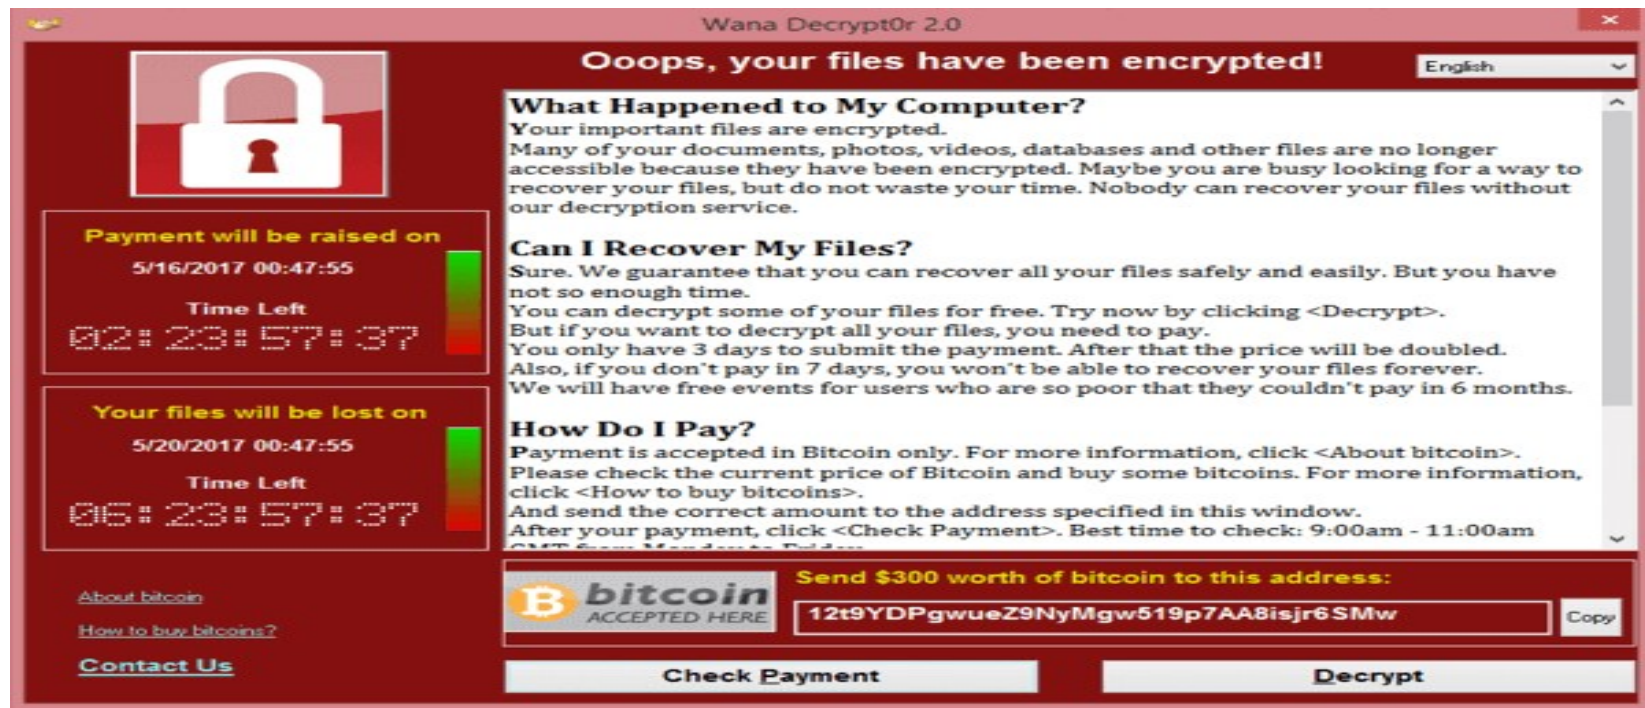 Wana Decrypt0r 2.0
Ooops, your files have been encrypted!
English
What Happened to My Computer?
Your important files are encrypted.
Many of your documents, photos, videos, databases and other files are no longer
accessible because they have been encrypted. Maybe you are busy looking for a way to
recover your files, but do not waste your time. Nobody can recover your files without
our decryption service.
Can I Recover My Files?
Sure. We guarantee that you can recover all your files safely and easily. But you have
not so enough time.
You can decrypt some of your files for free. Try now by clicking <Decrypt>.
But if you want to decrypt all your files, you need to pay.
You only have 3 days to submit the payment. After that the price will be doubled.
Also, if you don't pay in 7 days, you won't be able to recover your files forever.
We will have free events for users who are so poor that they couldn't pay in 6 months.
How Do I Pay?
Payment is accepted in Bitcoin only. For more information, click <About bitcoin>.
Please check the current price of Bitcoin and buy some bitcoins. For more information,
click <How to buy bitcoins>.
And send the correct amount to the address specified in this window.
After your payment, click <Check Payment>. Best time to check: 9:00am - 11:00am
GMT from Monday to Friday.
Payment will be raised on
5/16/2017 00:47:55
Time Left
02:23:57:37
Your files will be lost on
5/20/2017 00:47:55
Time Left
06:23:57:37
About bitcoin
How to buy bitcoins?
Contact Us
bitcoin
ACCEPTED HERE
Send $300 worth of bitcoin to this address:
12t9YDPgwueZ9NyMgw519p7AA8isjr6SMw
Copy
Check Payment
Decrypt